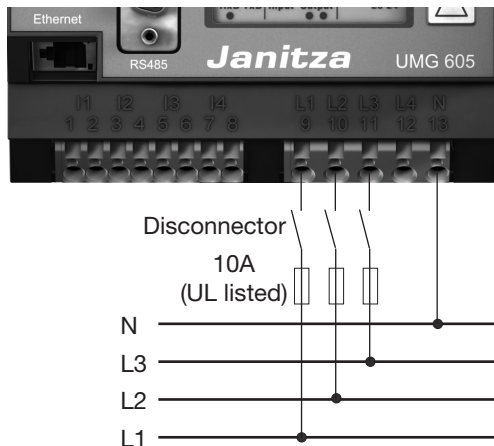 Ethernet
RS485
Janitza
UMG 605
I1 I2 I3 I4
1 2 3 4 5 6 7 8
L1 L2 L3 L4 N
9 10 11 12 13
Disconnector
10A
(UL listed)
N
L3
L2
L1